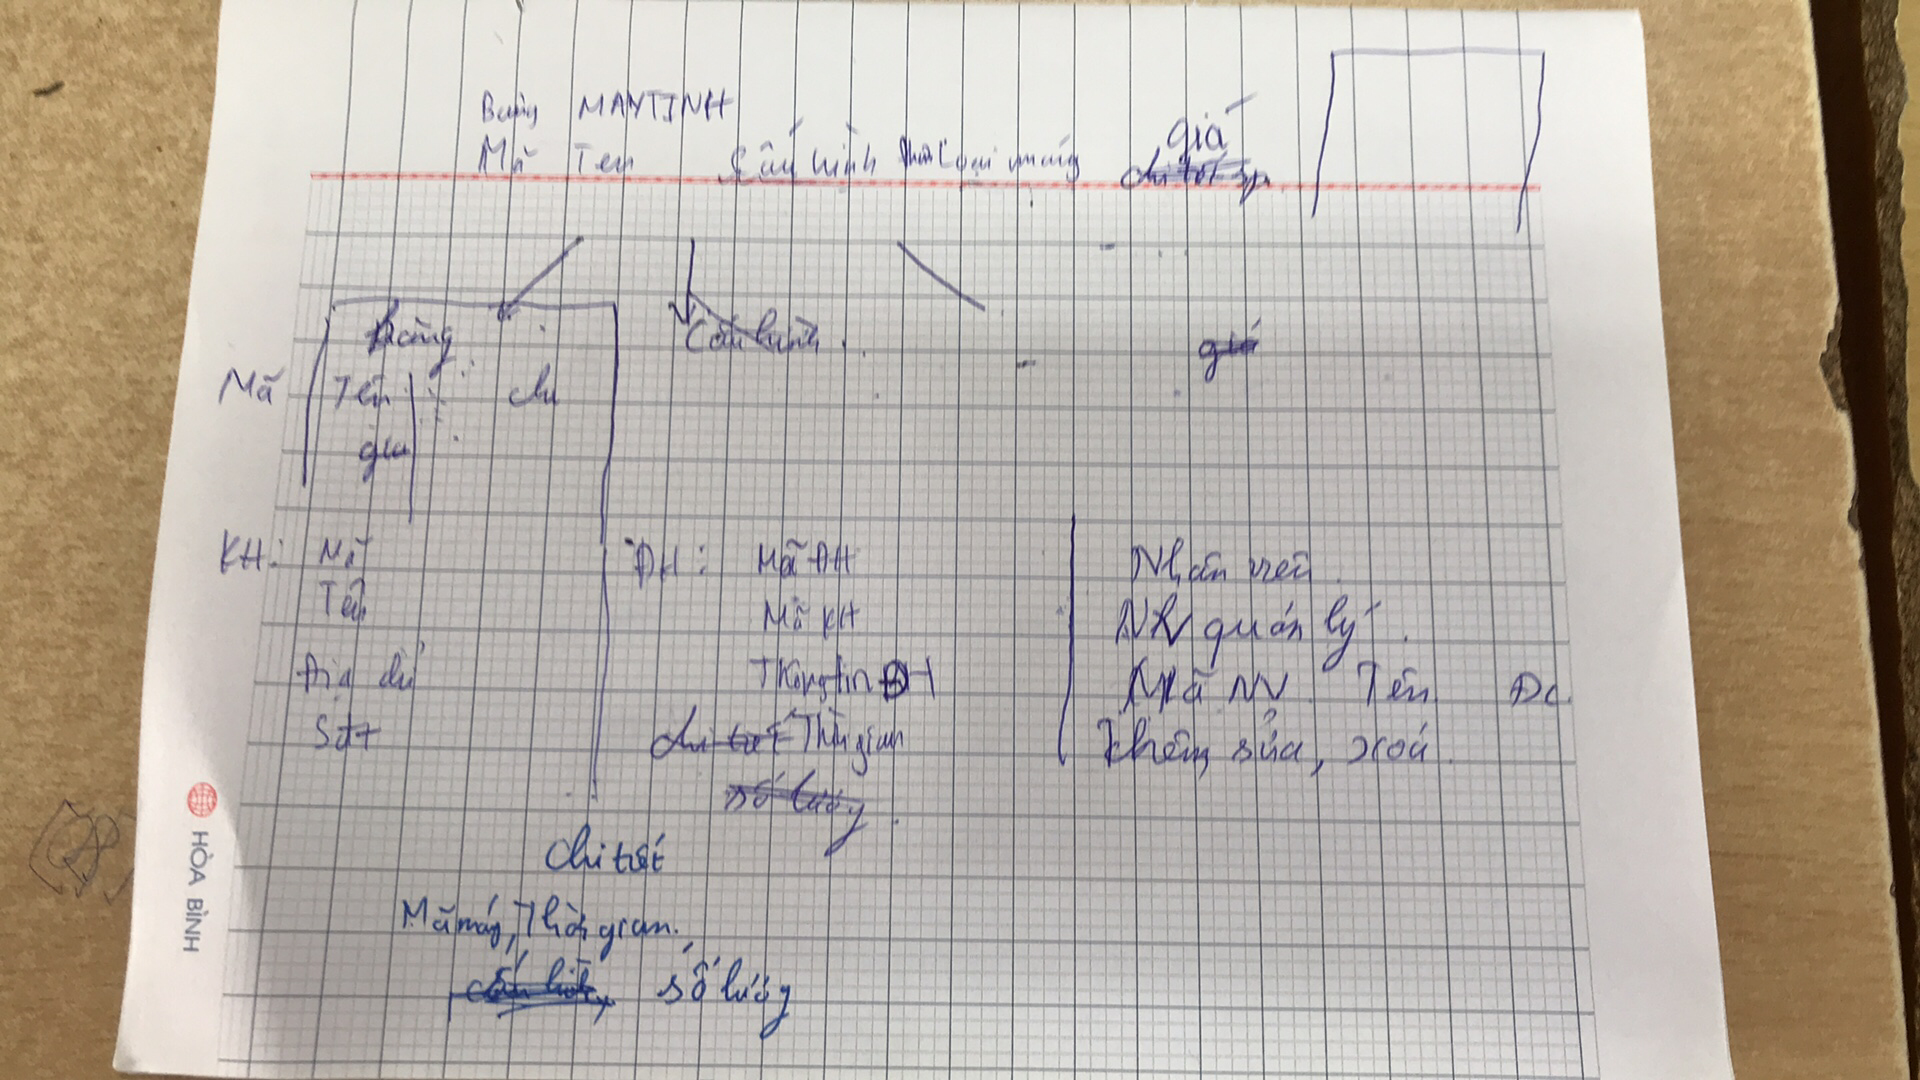 Bảng MAYTINH
Mã Ten Cấu hình loại máy giá
chi tiết sp
Cấu hình
giá
Mã Tên chi
giá
KH: Mã
Tên
Địa chỉ
Sđt
ĐH: Mã ĐH
Mã KH
Thông tin ĐH
chi tiết Thời gian
số lượng
Nhân viên
NV quản lý.
Mã NV Tên Đc
thêm, sửa, xoá
chi tiết
Mã máy, Thời gian.
cấu hình, số lượng
HÒA BÌNH